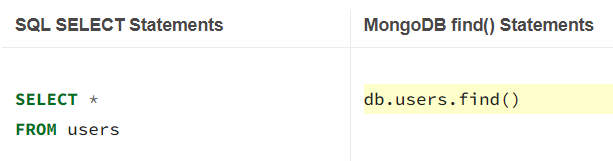 SQL SELECT Statements
MongoDB find() Statements
SELECT *
FROM users
db.users.find()